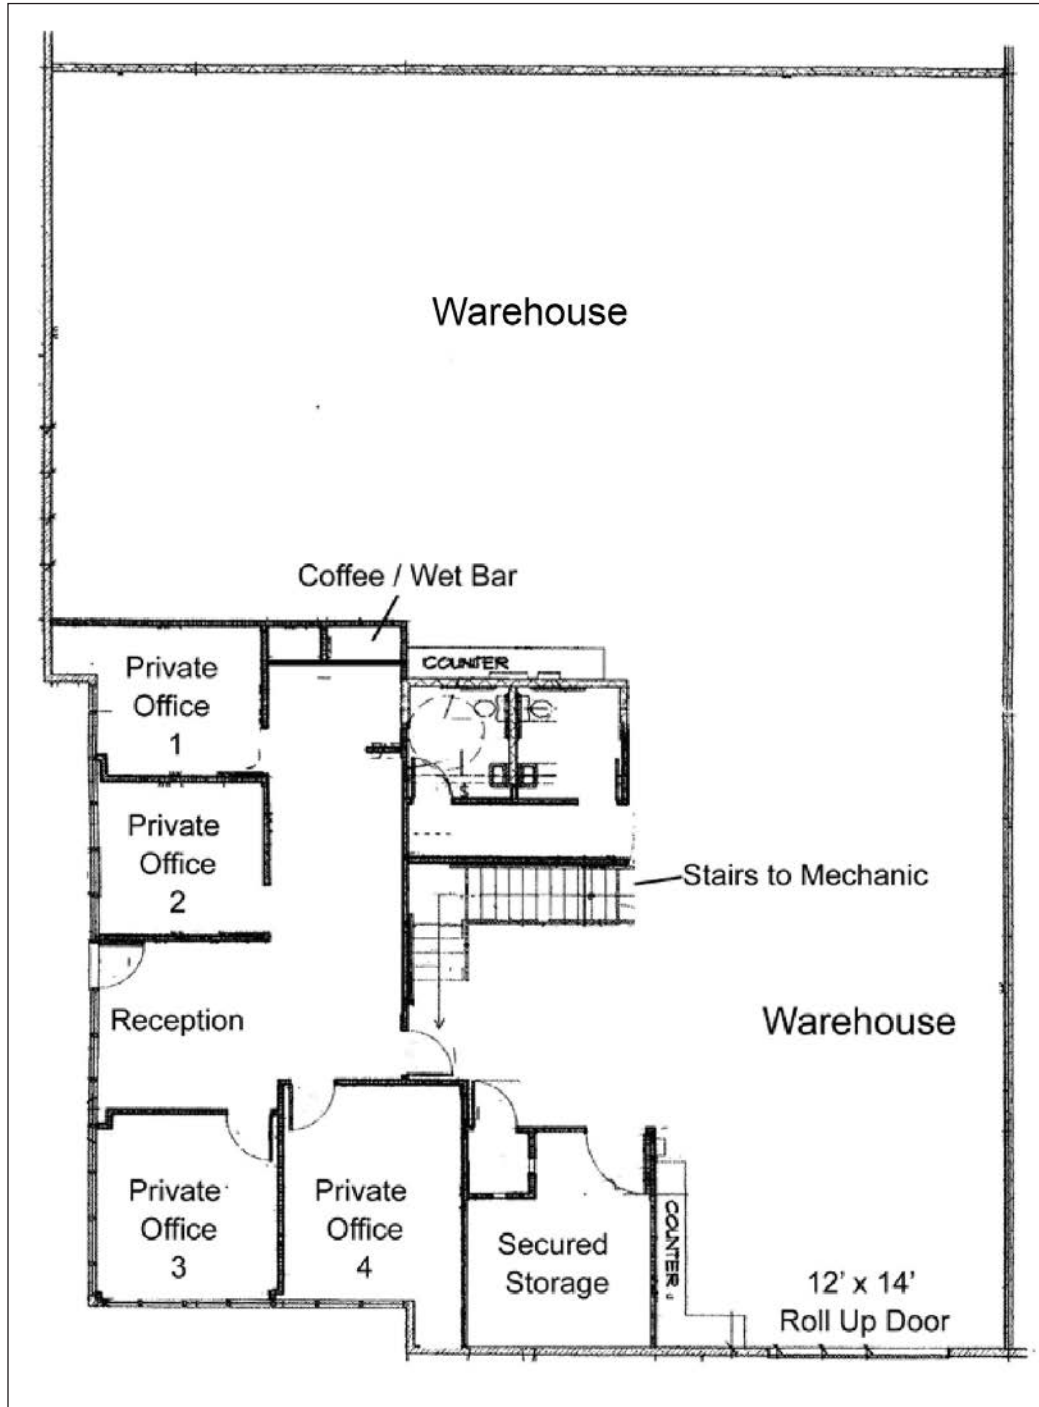 Warehouse
Coffee / Wet Bar
COUNTER
Private
Office
1
Private
Office
2
Stairs to Mechanic
Reception
Warehouse
Private
Office
3
Private
Office
4
Secured
Storage
COUNTER
12’ x 14’
Roll Up Door